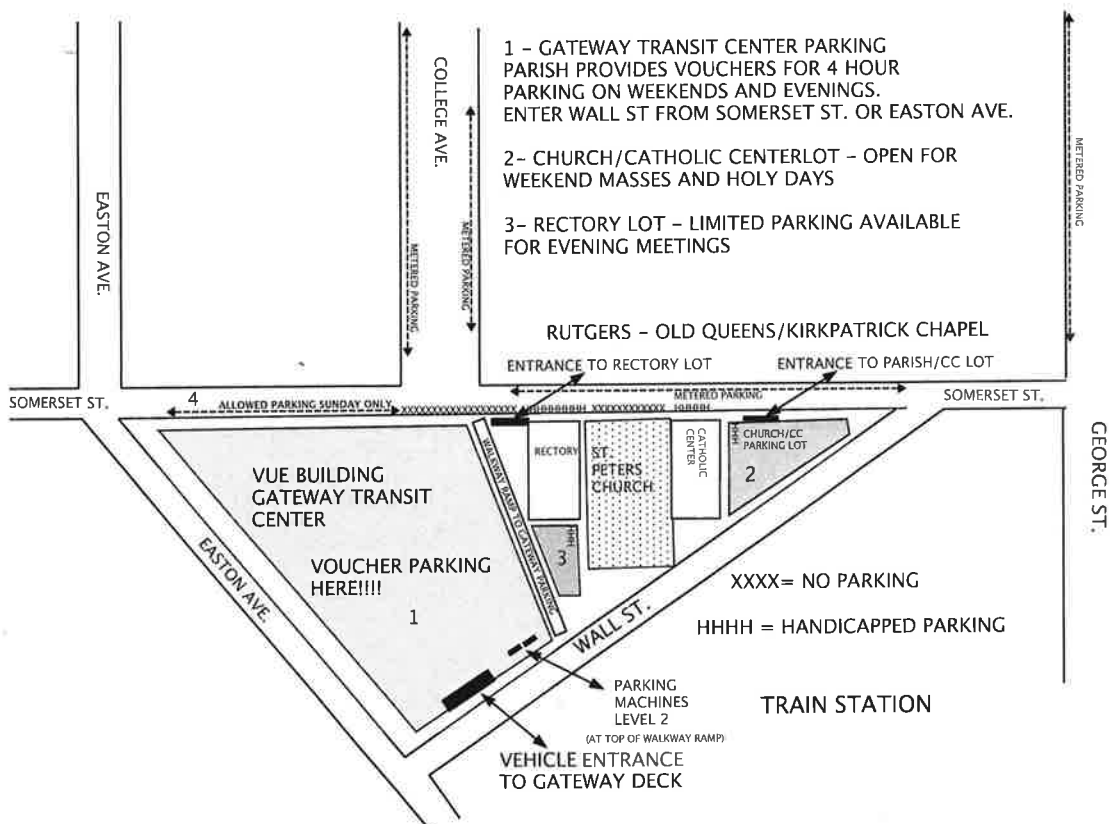 1 - GATEWAY TRANSIT CENTER PARKING
PARISH PROVIDES VOUCHERS FOR 4 HOUR
PARKING ON WEEKENDS AND EVENINGS.
ENTER WALL ST FROM SOMERSET ST. OR EASTON AVE.
2- CHURCH/CATHOLIC CENTERLOT - OPEN FOR
WEEKEND MASSES AND HOLY DAYS
3- RECTORY LOT - LIMITED PARKING AVAILABLE
FOR EVENING MEETINGS
COLLEGE AVE.
EASTON AVE.
METERED PARKING
METERED PARKING
METERED PARKING
RUTGERS - OLD QUEENS/KIRKPATRICK CHAPEL
ENTRANCE TO RECTORY LOT
ENTRANCE TO PARISH/CC LOT
METERED PARKING
SOMERSET ST.
4
ALLOWED PARKING SUNDAY ONLY
SOMERSET ST.
GEORGE ST.
WALKWAY RAMP TO GATEWAY PARKING
RECTORY
ST.
PETERS
CHURCH
CATHOLIC
CENTER
HHH
CHURCH/CC
PARKING LOT
2
HHH
3
VUE BUILDING
GATEWAY TRANSIT
CENTER
VOUCHER PARKING
HERE!!!!
1
EASTON AVE.
WALL ST.
XXXX= NO PARKING
HHHH = HANDICAPPED PARKING
TRAIN STATION
PARKING
MACHINES
LEVEL 2
(AT TOP OF WALKWAY RAMP)
VEHICLE ENTRANCE
TO GATEWAY DECK